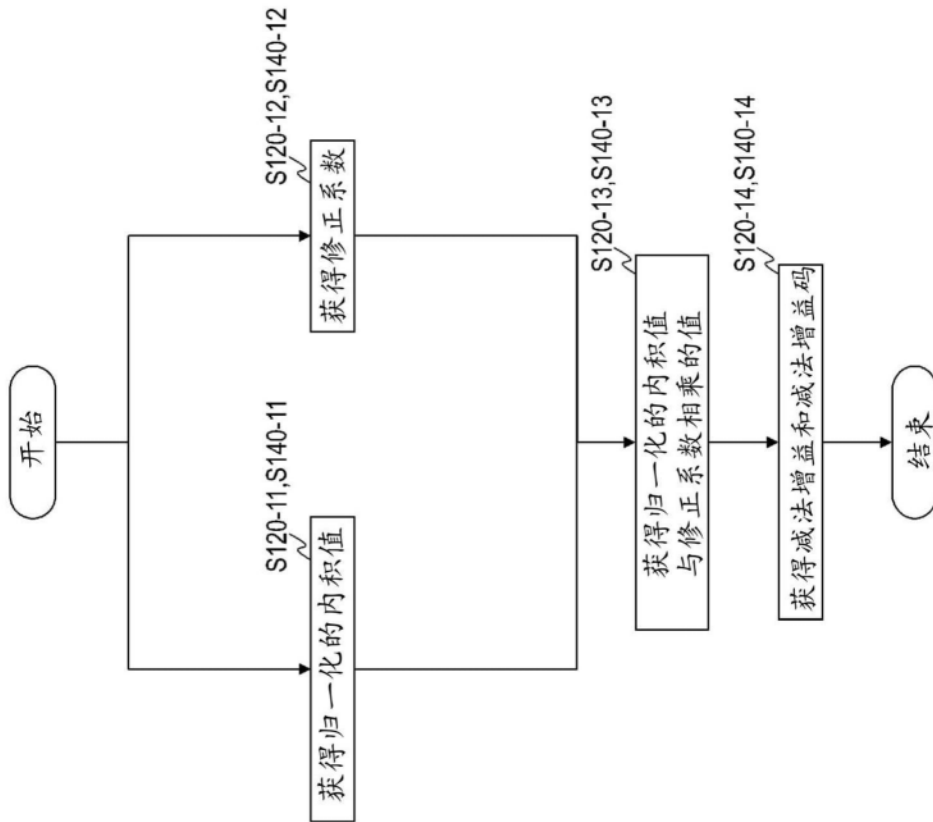 开始
S120-11,S140-11
获得归一化的内积值
S120-12,S140-12
获得修正系数
S120-13,S140-13
获得归一化的内积值
与修正系数相乘的值
S120-14,S140-14
获得减法增益和减法增益码
结束